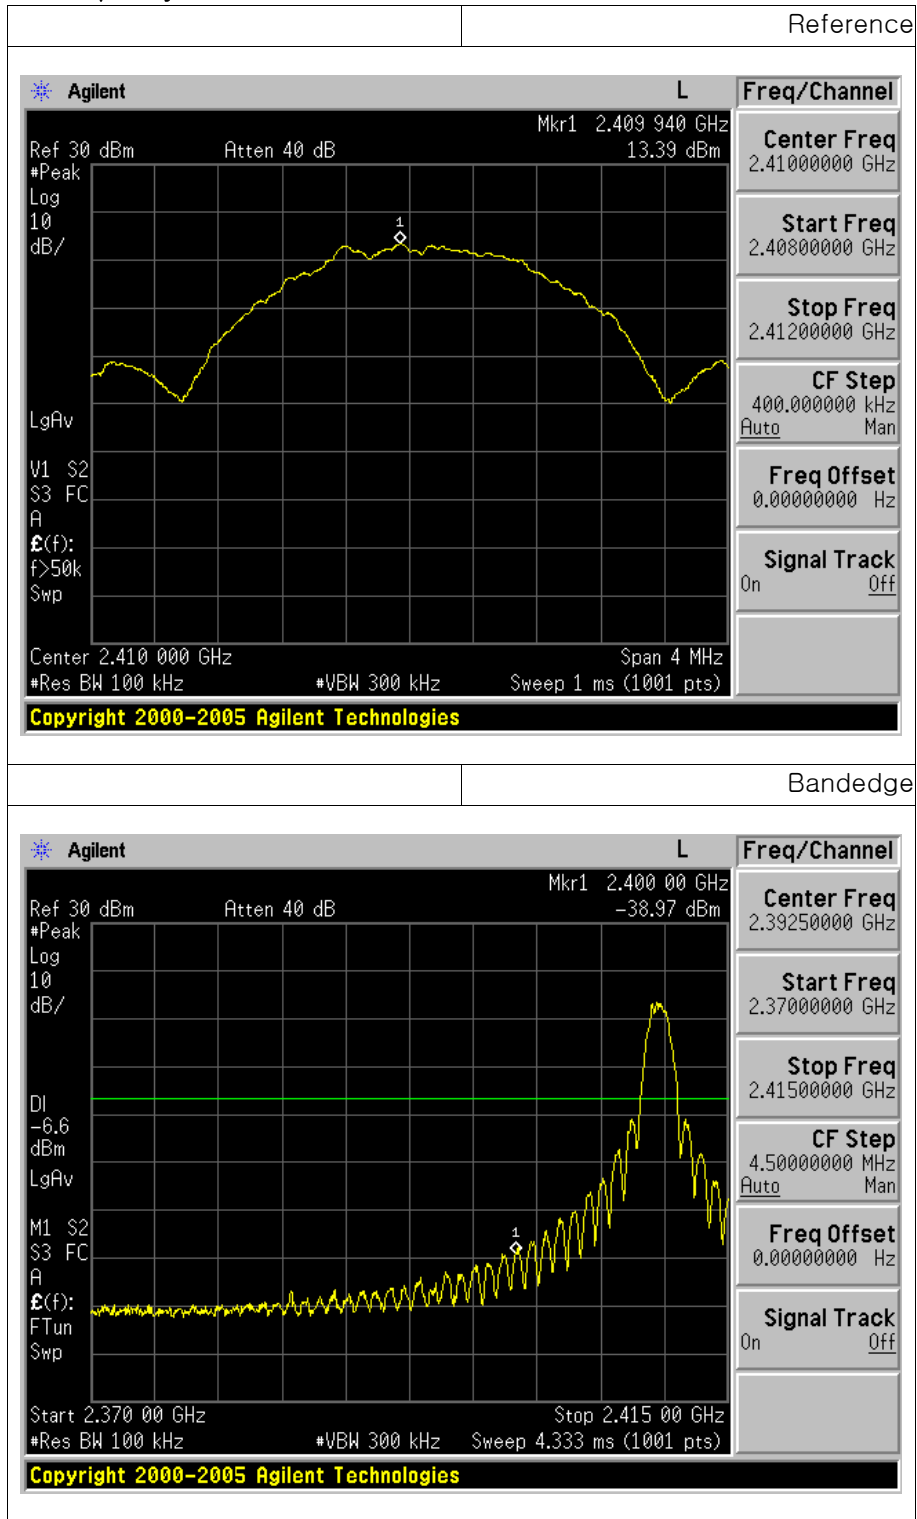 Reference
Agilent L Freq/Channel
Mkr1 2.409 940 GHz
Ref 30 dBm Atten 40 dB 13.39 dBm
#Peak
Log
10
dB/
1
LgAv
V1 S2
S3 FC
A
£(f):
f>50k
Swp
Center 2.410 000 GHz Span 4 MHz
#Res BW 100 kHz #VBW 300 kHz Sweep 1 ms (1001 pts)
Center Freq
2.41000000 GHz
Start Freq
2.40800000 GHz
Stop Freq
2.41200000 GHz
CF Step
400.000000 kHz
Auto Man
Freq Offset
0.00000000 Hz
Signal Track
On Off
Copyright 2000-2005 Agilent Technologies
Bandedge
Agilent L Freq/Channel
Mkr1 2.400 00 GHz
Ref 30 dBm Atten 40 dB -38.97 dBm
#Peak
Log
10
dB/
DI
-6.6
dBm
LgAv
1
M1 S2
S3 FC
A
£(f):
FTun
Swp
Start 2.370 00 GHz Stop 2.415 00 GHz
#Res BW 100 kHz #VBW 300 kHz Sweep 4.333 ms (1001 pts)
Center Freq
2.39250000 GHz
Start Freq
2.37000000 GHz
Stop Freq
2.41500000 GHz
CF Step
4.50000000 MHz
Auto Man
Freq Offset
0.00000000 Hz
Signal Track
On Off
Copyright 2000-2005 Agilent Technologies